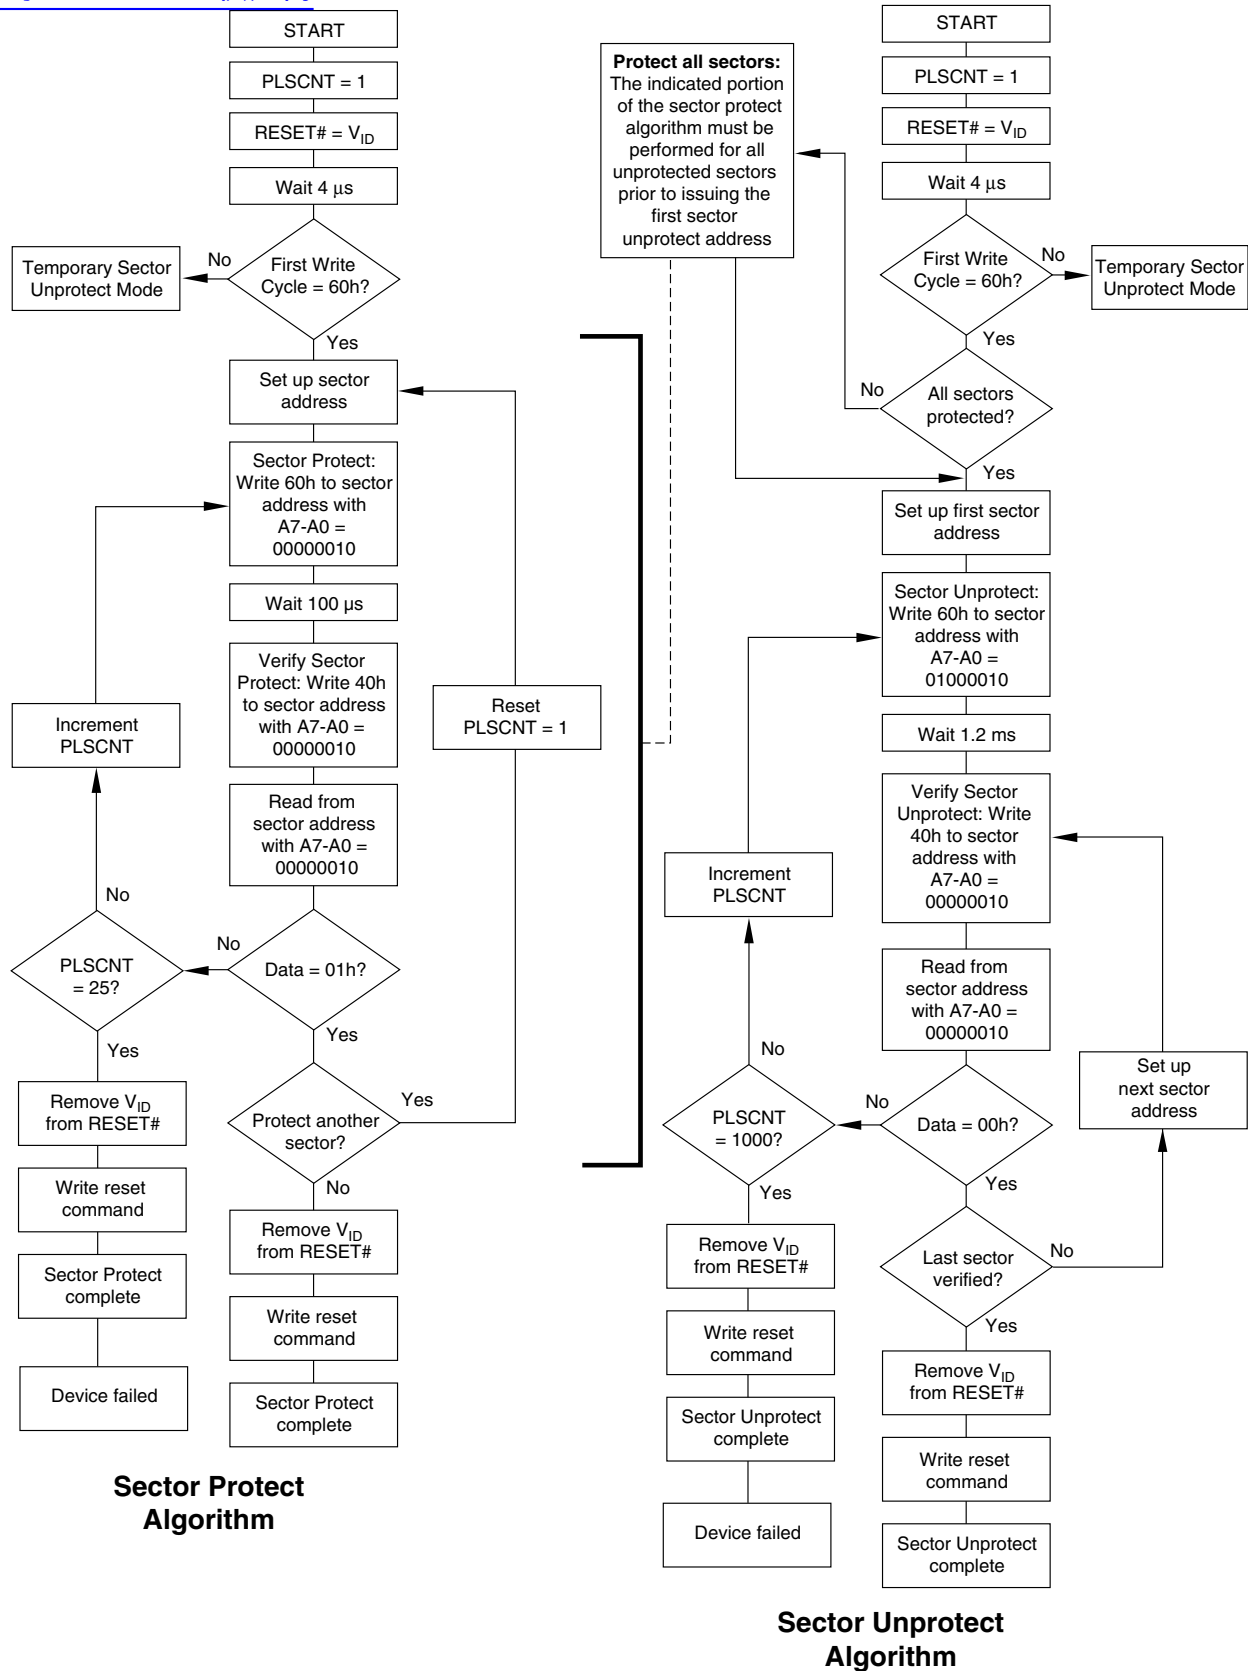 START
PLSCNT = 1
RESET# = VID
Wait 4 μs
First Write
Cycle = 60h?
No
Temporary Sector
Unprotect Mode
Yes
Set up sector
address
Sector Protect:
Write 60h to sector
address with
A7-A0 =
00000010
Wait 100 µs
Verify Sector
Protect: Write 40h
to sector address
with A7-A0 =
00000010
Read from
sector address
with A7-A0 =
00000010
Data = 01h?
No
PLSCNT
= 25?
No
Increment
PLSCNT
Yes
Remove VID
from RESET#
Write reset
command
Sector Protect
complete
Device failed
Yes
Protect another
sector?
Yes
Reset
PLSCNT = 1
No
Remove VID
from RESET#
Write reset
command
Sector Protect
complete
Sector Protect
Algorithm
Protect all sectors:
The indicated portion
of the sector protect
algorithm must be
performed for all
unprotected sectors
prior to issuing the
first sector
unprotect address
START
PLSCNT = 1
RESET# = VID
Wait 4 μs
First Write
Cycle = 60h?
No
Temporary Sector
Unprotect Mode
Yes
All sectors
protected?
No
Yes
Set up first sector
address
Sector Unprotect:
Write 60h to sector
address with
A7-A0 =
01000010
Wait 1.2 ms
Verify Sector
Unprotect: Write
40h to sector
address with
A7-A0 =
00000010
Read from
sector address
with A7-A0 =
00000010
Data = 00h?
No
PLSCNT
= 1000?
No
Increment
PLSCNT
Yes
Remove VID
from RESET#
Write reset
command
Sector Unprotect
complete
Device failed
Yes
Last sector
verified?
No
Set up
next sector
address
Yes
Remove VID
from RESET#
Write reset
command
Sector Unprotect
complete
Sector Unprotect
Algorithm